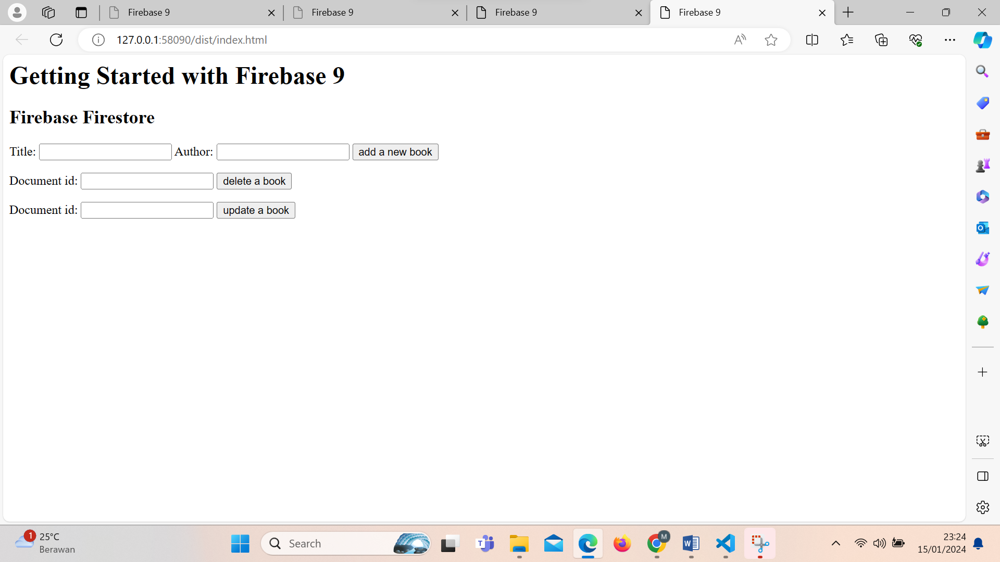 Firebase 9
Firebase 9
Firebase 9
Firebase 9
127.0.0.1:58090/dist/index.html
Getting Started with Firebase 9
Firebase Firestore
Title: Author: add a new book
Document id: delete a book
Document id: update a book
1
25°C
Berawan
Search
M
23:24
15/01/2024